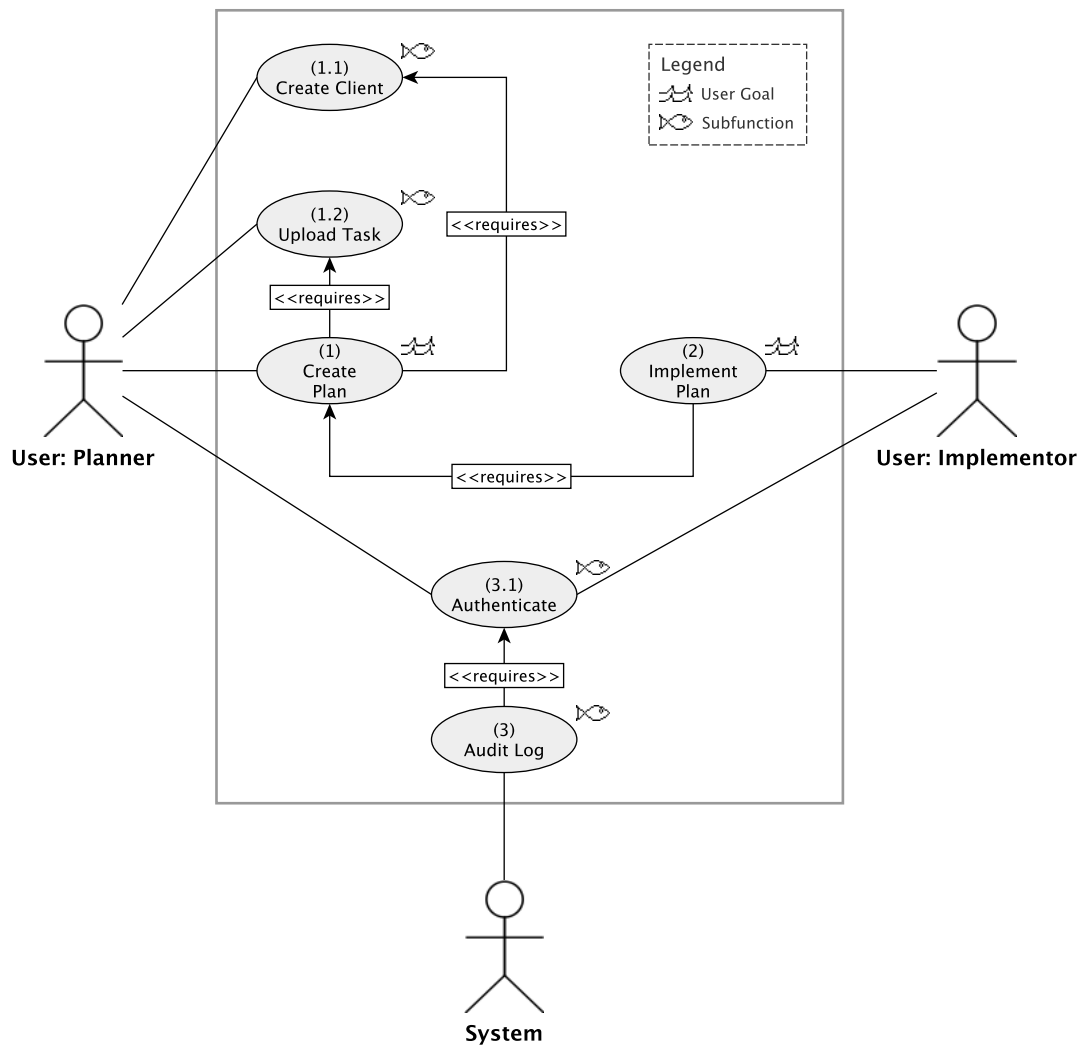 (1.1)
Create Client
Legend
User Goal
Subfunction
(1.2)
Upload Task
<<requires>>
<<requires>>
(1)
Create
Plan
(2)
Implement
Plan
User: Planner
User: Implementor
<<requires>>
(3.1)
Authenticate
<<requires>>
(3)
Audit Log
System